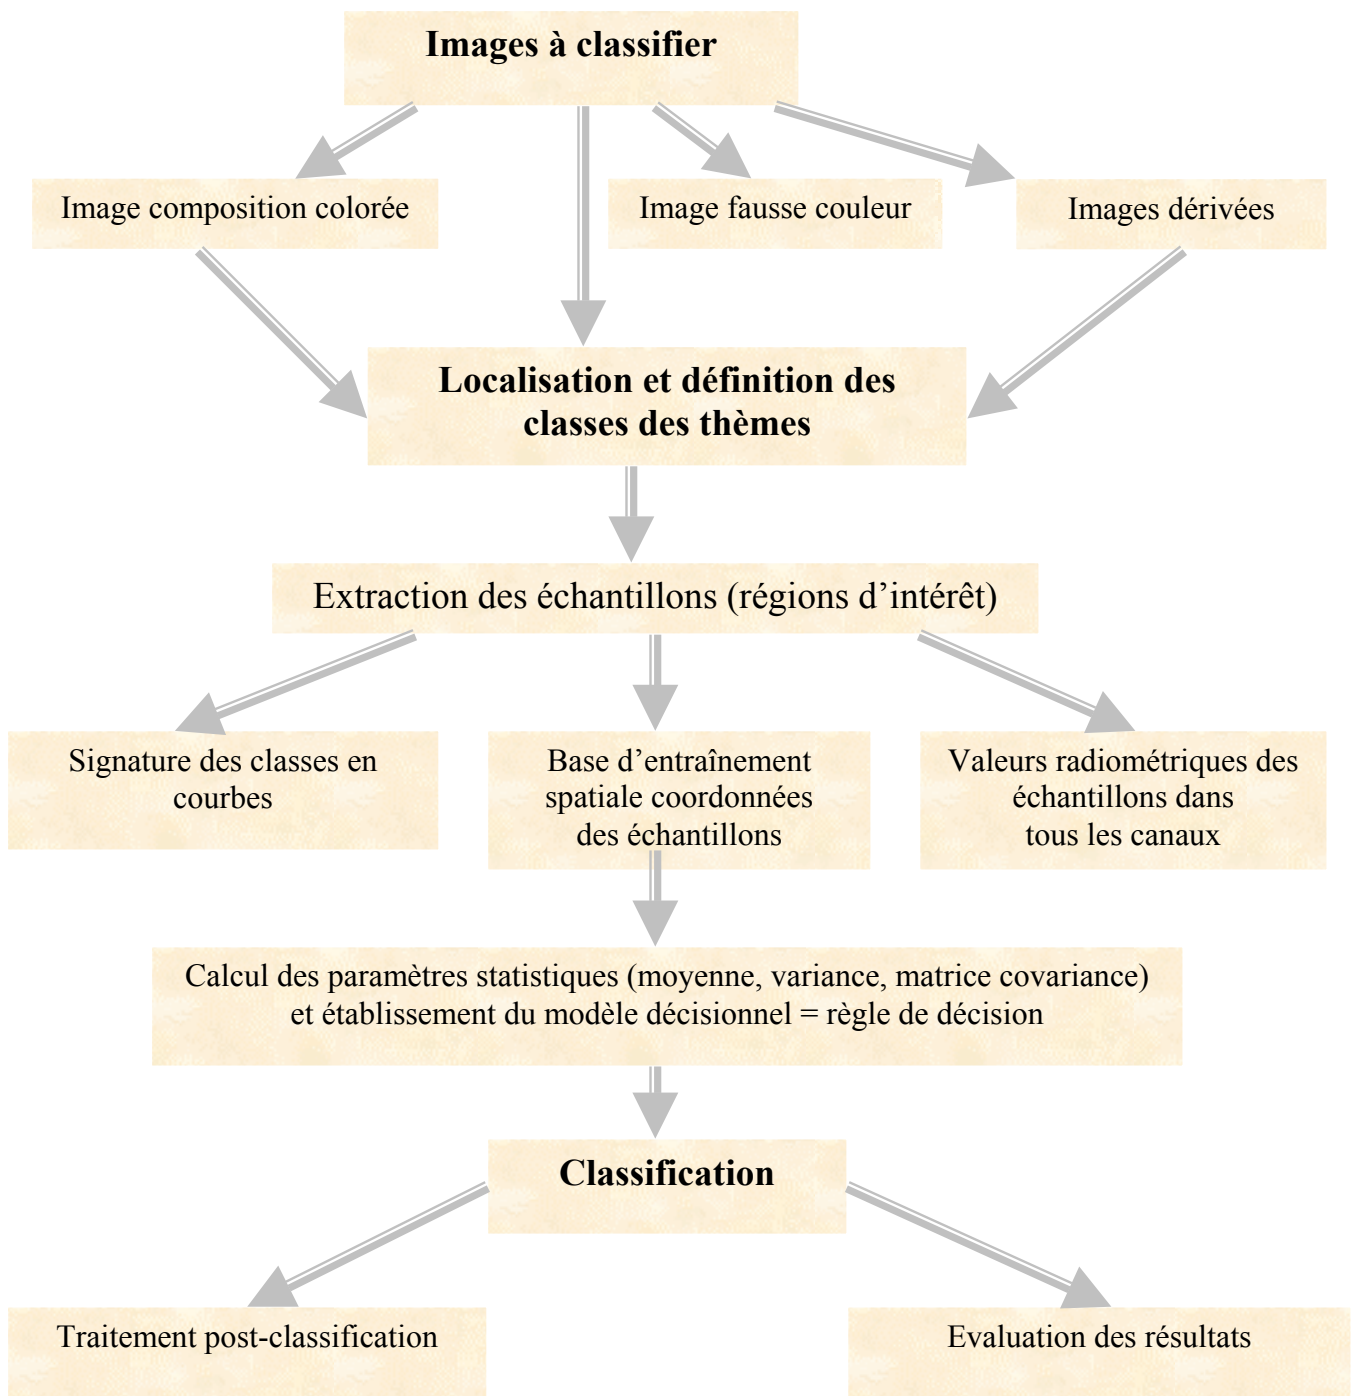 Images à classifier
Image composition colorée
Image fausse couleur
Images dérivées
Localisation et définition des
classes des thèmes
Extraction des échantillons (régions d’intérêt)
Signature des classes en
courbes
Base d’entraînement
spatiale coordonnées
des échantillons
Valeurs radiométriques des
échantillons dans
tous les canaux
Calcul des paramètres statistiques (moyenne, variance, matrice covariance)
et établissement du modèle décisionnel = règle de décision
Classification
Traitement post-classification
Evaluation des résultats